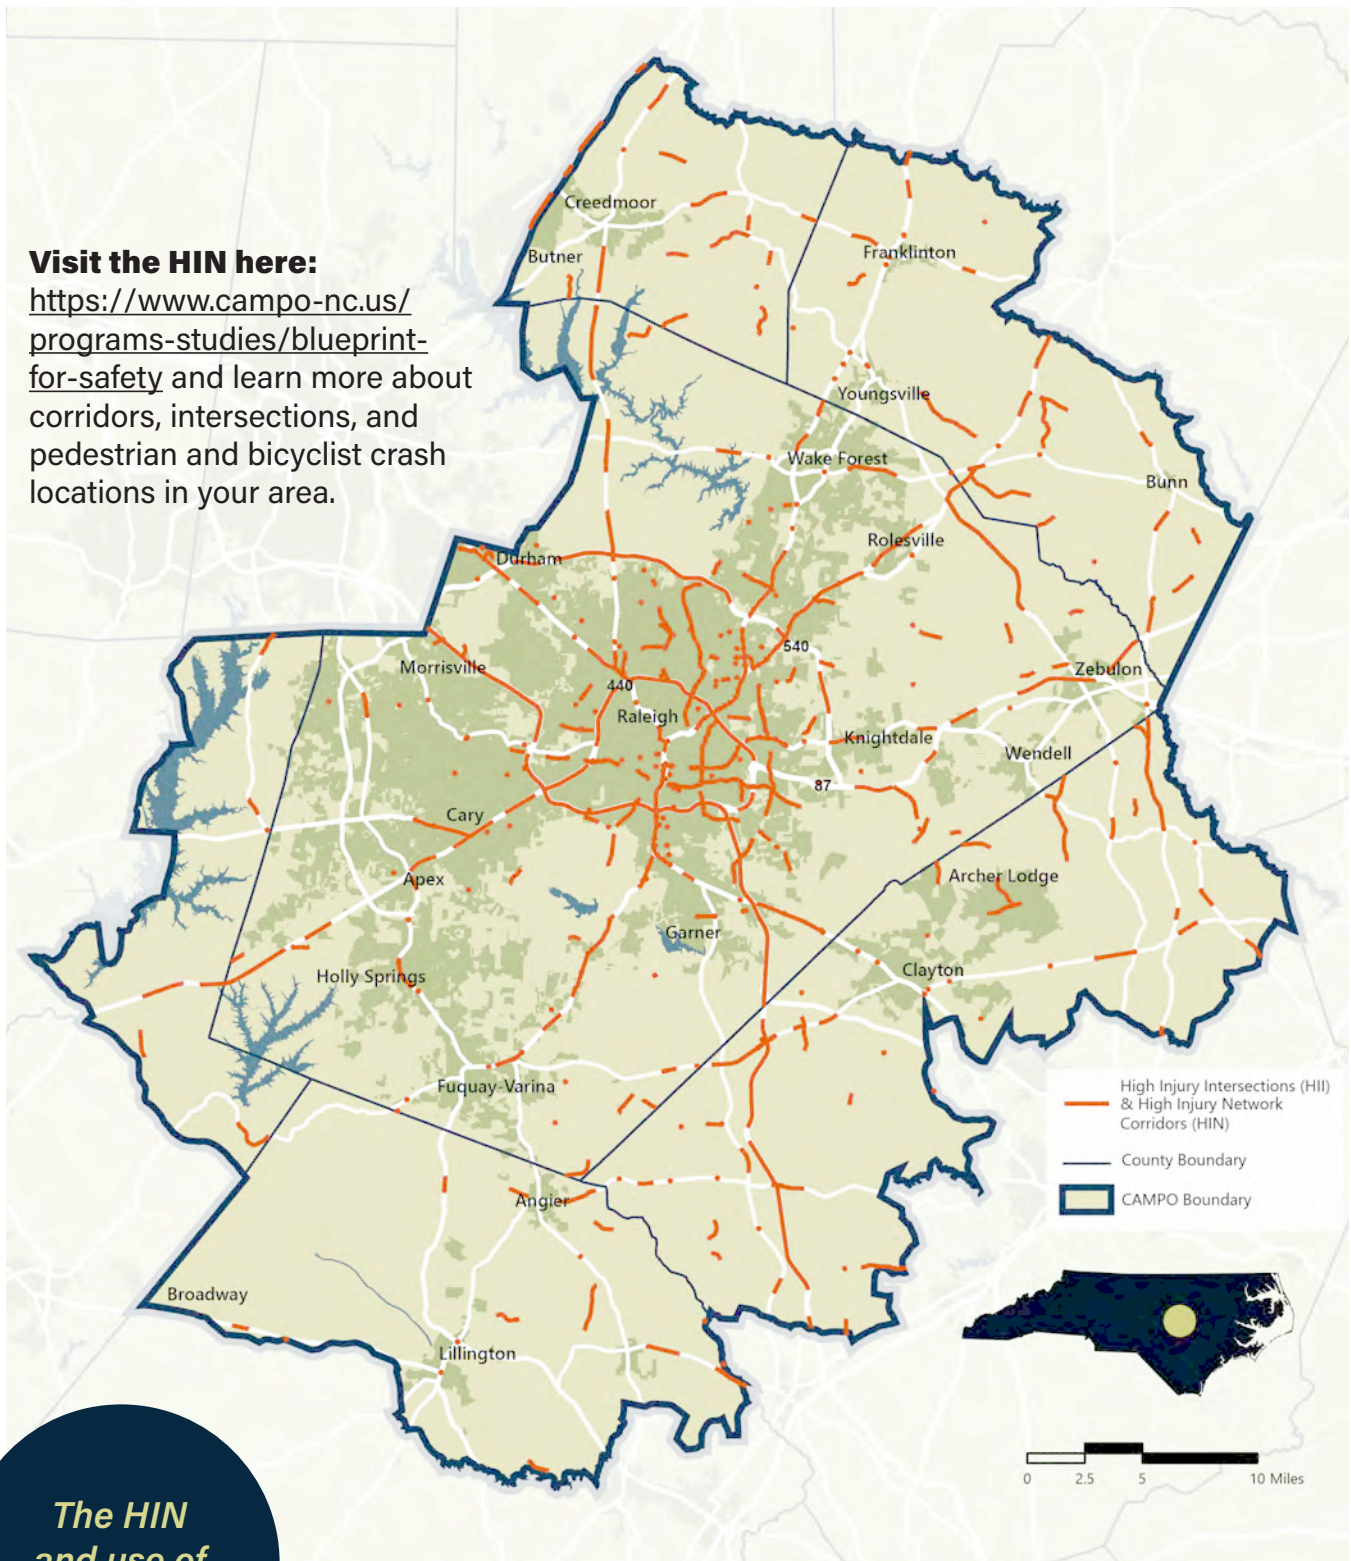 Visit the HIN here:
https://www.campo-nc.us/
programs-studies/blueprint-
for-safety and learn more about
corridors, intersections, and
pedestrian and bicyclist crash
locations in your area.
Creedmoor
Butner
Franklinton
Youngsville
Wake Forest
Bunn
Rolesville
Durham
540
Morrisville
Zebulon
440
Raleigh
Knightdale
Wendell
87
Cary
Apex
Archer Lodge
Garner
Holly Springs
Clayton
Fuquay-Varina
Angier
Broadway
Lillington
High Injury Intersections (HII)
& High Injury Network
Corridors (HIN)
County Boundary
CAMPO Boundary
0 2.5 5 10 Miles
The HIN
and use of